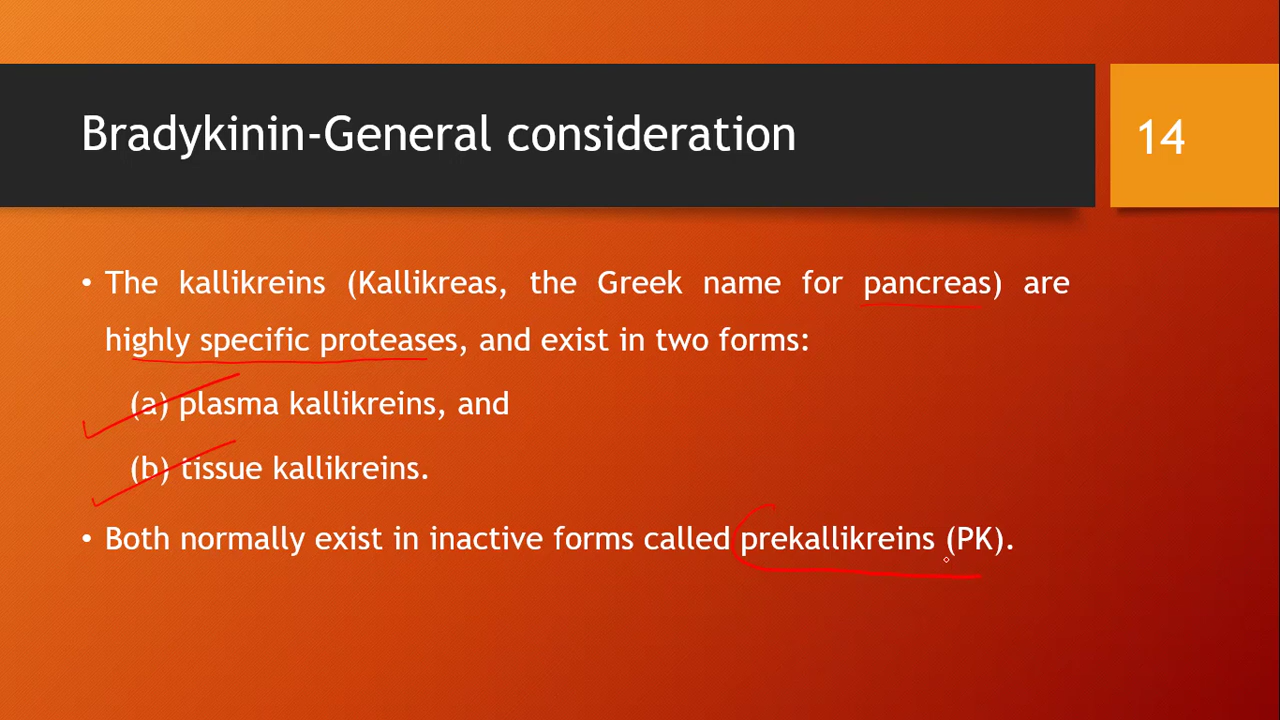 Bradykinin-General consideration
14
• The kallikreins (Kallikreas, the Greek name for pancreas) are
highly specific proteases, and exist in two forms:
(a) plasma kallikreins, and
(b) tissue kallikreins.
• Both normally exist in inactive forms called prekallikreins (PK).